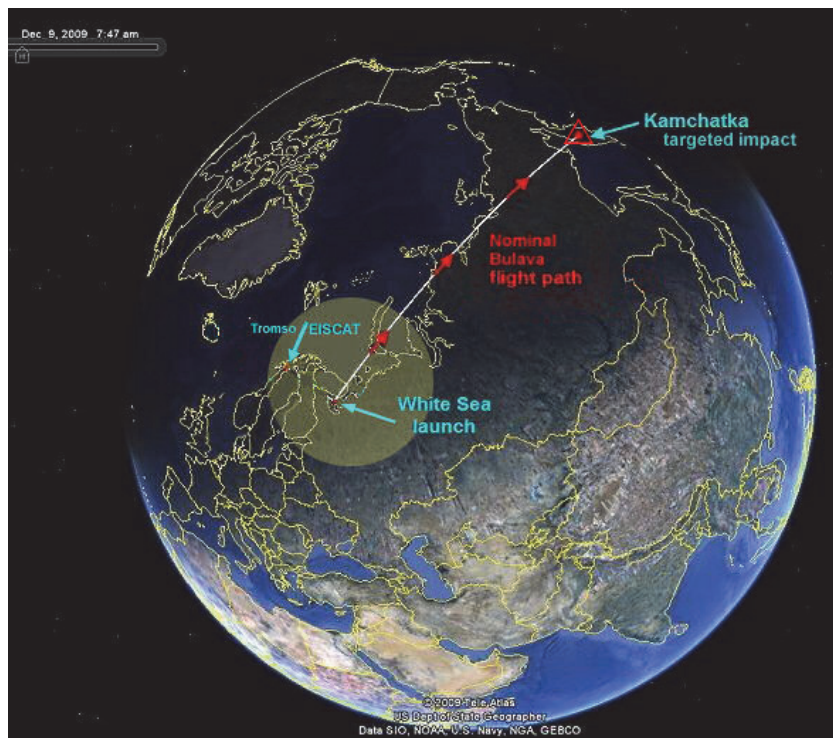 Dec 9, 2009 7:47 am
Kamchatka
targeted impact
Nominal
Bulava
flight path
Tromso /EISCAT
White Sea
launch
© 2009 Tele Atlas
US Dept of State Geographer
Data SIO, NOAA, U.S. Navy, NGA, GEBCO